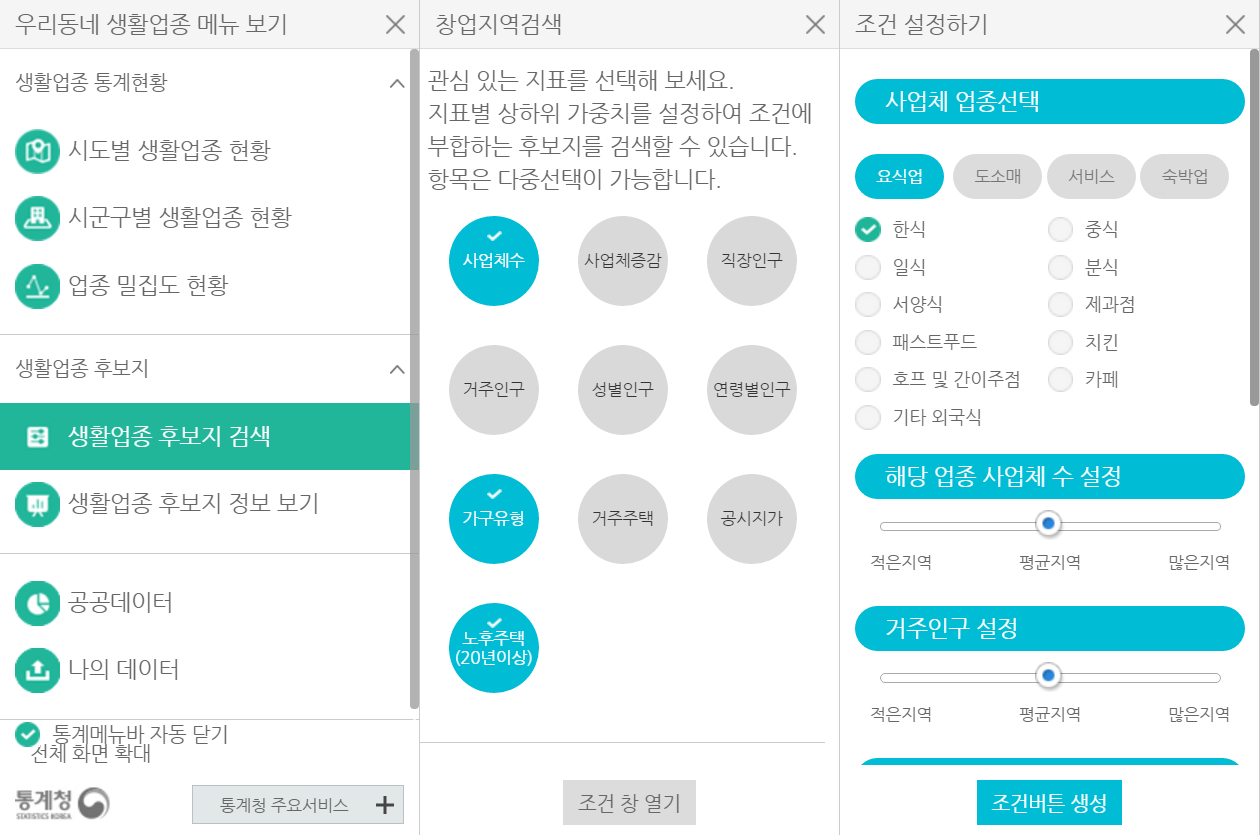 우리동네 생활업종 메뉴 보기
생활업종 통계현황
시도별 생활업종 현황
시군구별 생활업종 현황
업종 밀집도 현황
생활업종 후보지
생활업종 후보지 검색
생활업종 후보지 정보 보기
공공데이터
나의 데이터
통계메뉴바 자동 닫기
전체 화면 확대
통계청
STATISTICS KOREA
통계청 주요서비스
창업지역검색
관심 있는 지표를 선택해 보세요.
지표별 상하위 가중치를 설정하여 조건에
부합하는 후보지를 검색할 수 있습니다.
항목은 다중선택이 가능합니다.
사업체수 사업체증감 직장인구
거주인구 성별인구 연령별인구
가구유형 거주주택 공시지가
노후주택
(20년이상)
조건 창 열기
조건 설정하기
사업체 업종선택
요식업 도소매 서비스 숙박업
한식 중식
일식 분식
서양식 제과점
패스트푸드 치킨
호프 및 간이주점 카페
기타 외국식
해당 업종 사업체 수 설정
적은지역 평균지역 많은지역
거주인구 설정
적은지역 평균지역 많은지역
조건버튼 생성